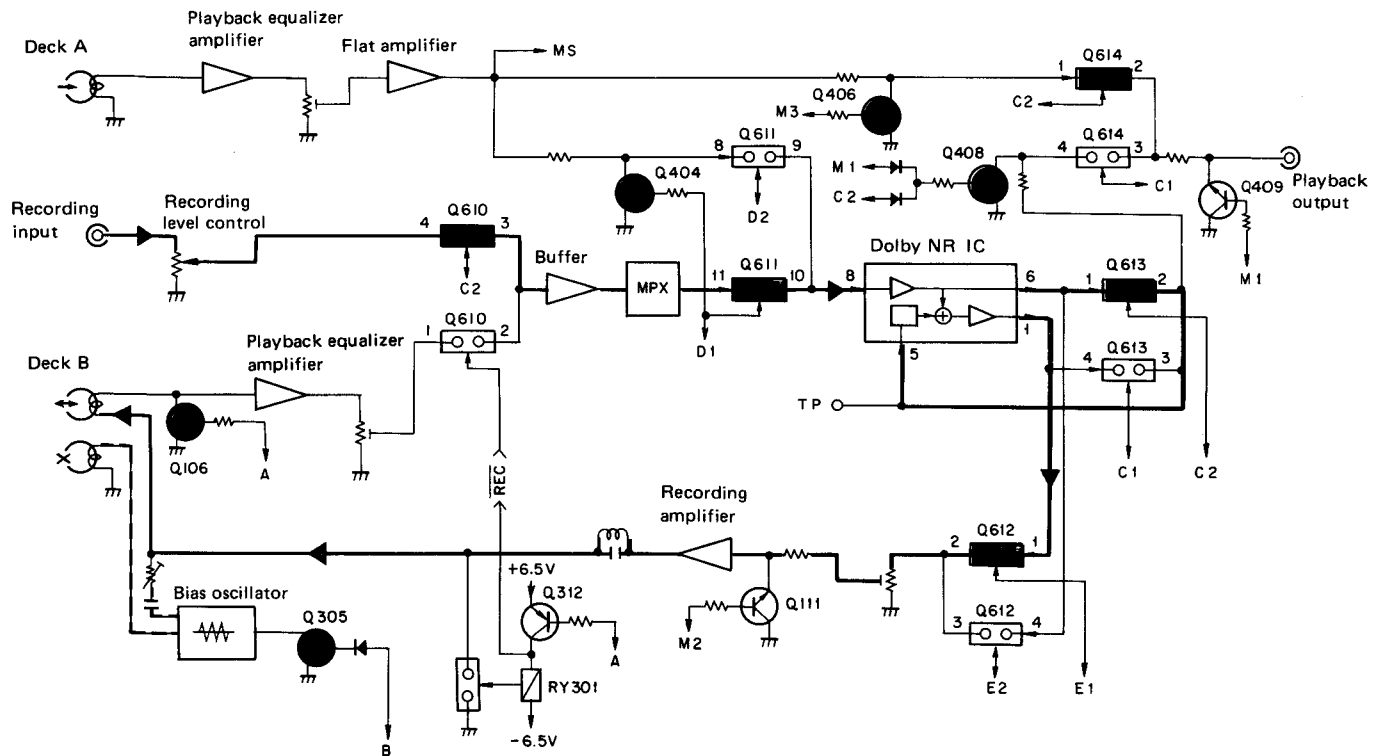 Deck A
Playback equalizer
amplifier
Flat amplifier
MS
1
Q614
2
C2
Q406
M3
Q611
8
9
D2
Q404
M1
C2
Q408
Q614
4
3
C1
Q409
Playback
output
M1
Recording
input
Recording
level control
Q610
4
3
C2
Buffer
MPX
Q611
11
10
D1
Dolby NR IC
8
6
1
5
Q613
1
2
Q613
4
3
C1
C2
TP
Q610
1
2
Deck B
Playback equalizer
amplifier
Q106
A
REC
Recording
amplifier
Q612
2
1
Q612
3
4
E2
E1
Q111
M2
+6.5V
Q312
A
RY301
-6.5V
Bias oscillator
Q305
B